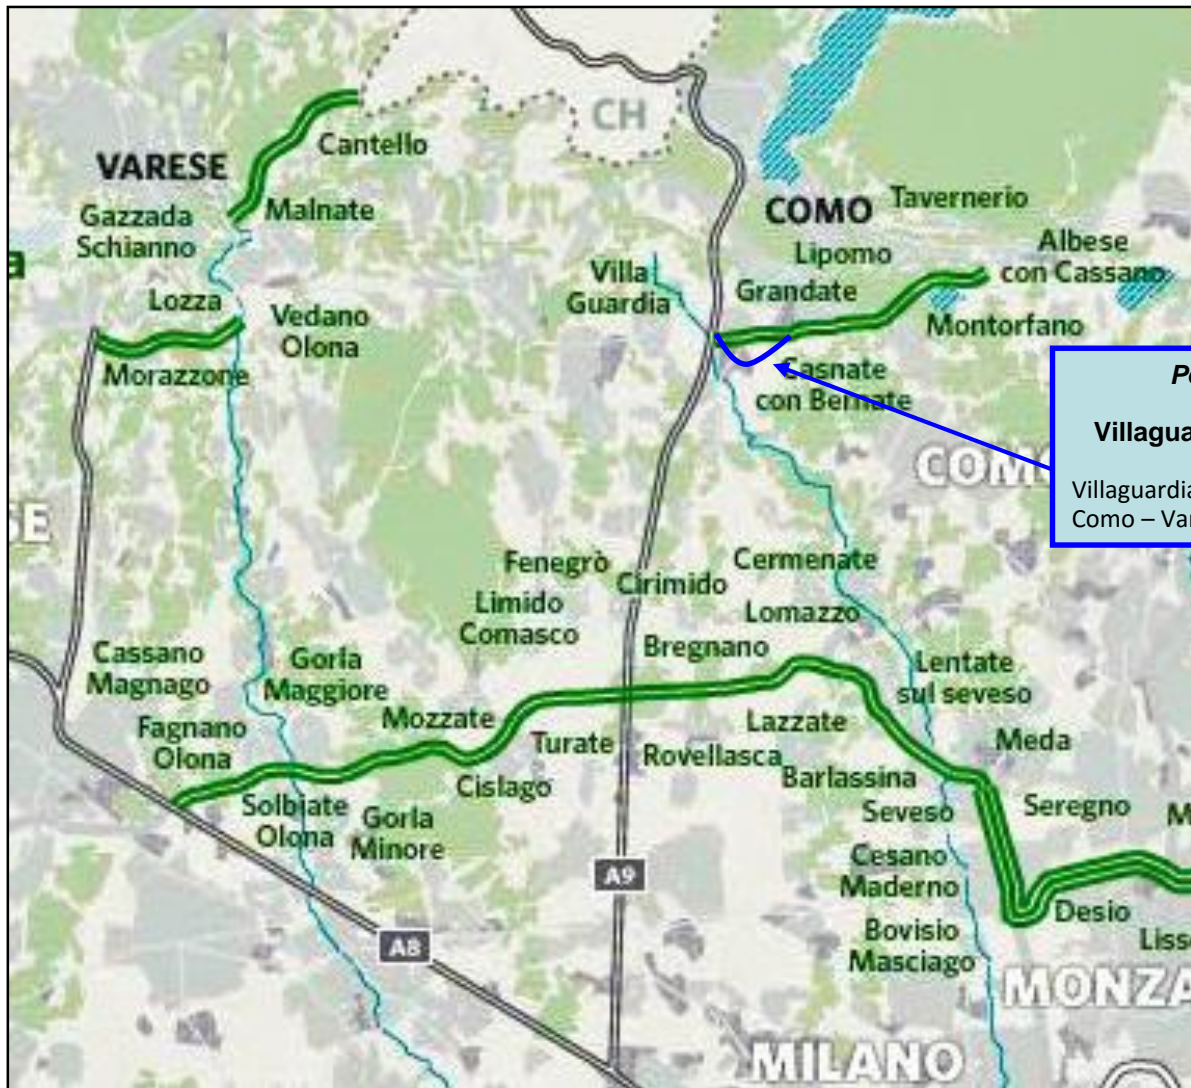 CH
Cantello
VARESE
Malnate
Gazzada
Schianno
Tavernerio
COMO
Albese
con Cassano
Lipomo
Villa
Guardia
Grandate
Lozza
Vedano
Olona
Montorfano
Morazzone
Casnate
con Bernate
Villaguardia
Como –
Fenegrò
Cirimido
Cermenate
Limido
Comasco
Lomazzo
Bregnano
Cassano
Magnago
Gorla
Maggiore
Lentate
sul seveso
Mozzate
Fagnano
Olona
Turate
Lazzate
Meda
Rovellasca
Barlassina
Cislago
Solbiate
Olona
Gorla
Minore
Seveso
Seregno
Cesano
Maderno
A9
Desio
Bovisio
Masciago
A8
MONZA
MILANO